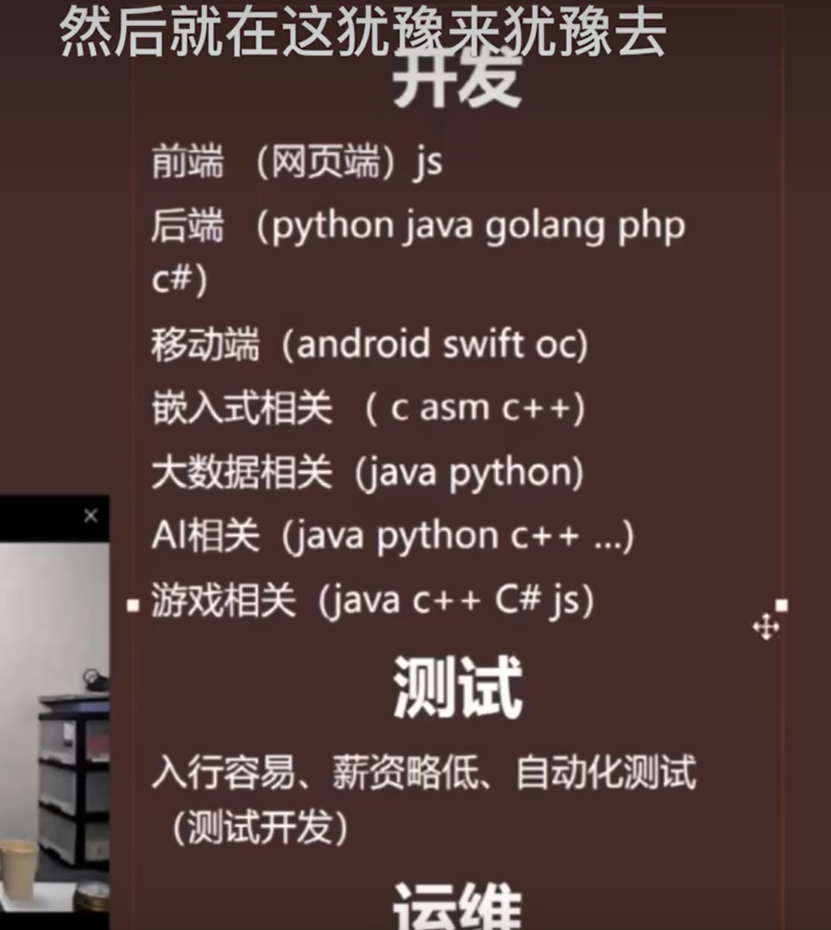 然后就在这犹豫来犹豫去
开发
前端 （网页端）js
后端 （python java golang php
c#）
移动端（android swift oc）
嵌入式相关 （ c asm c++）
大数据相关（java python）
AI相关（java python c++ ...）
游戏相关（java c++ C# js）
测试
入行容易、薪资略低、自动化测试
（测试开发）
运维